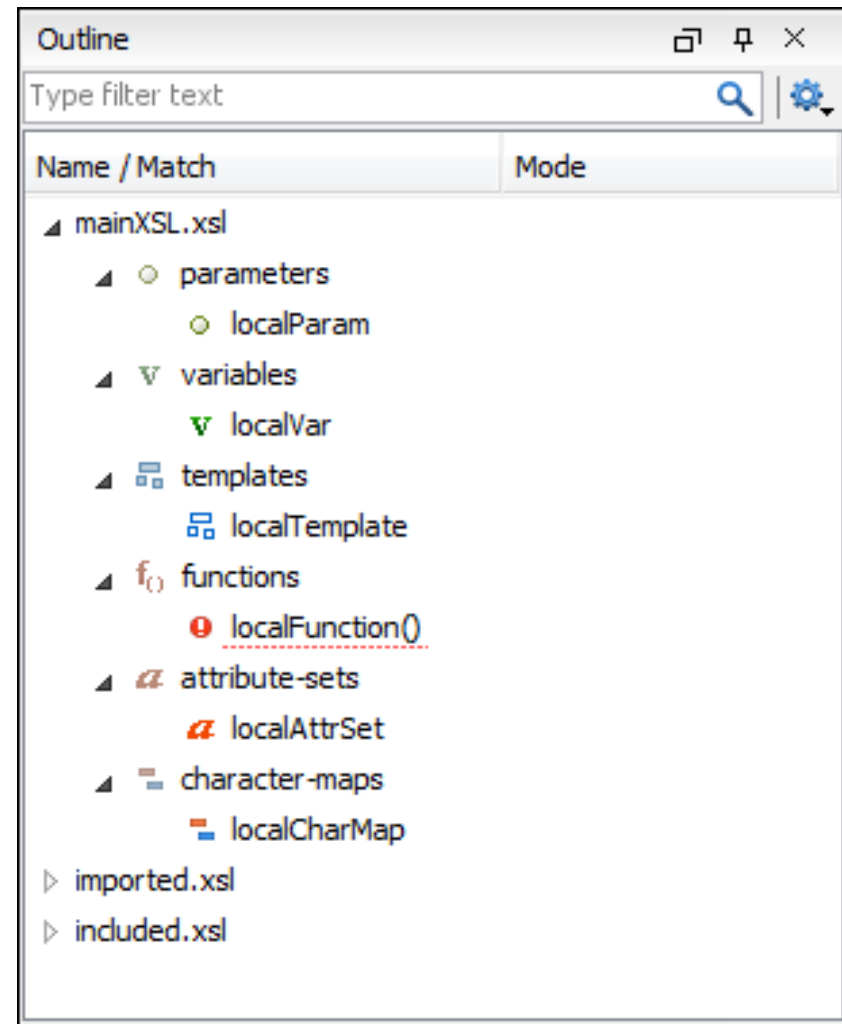 Outline
Type filter text
Name / Match Mode
mainXSL.xsl
parameters
localParam
v variables
v localVar
templates
localTemplate
f() functions
localFunction()
a attribute-sets
a localAttrSet
character-maps
localCharMap
imported.xsl
included.xsl